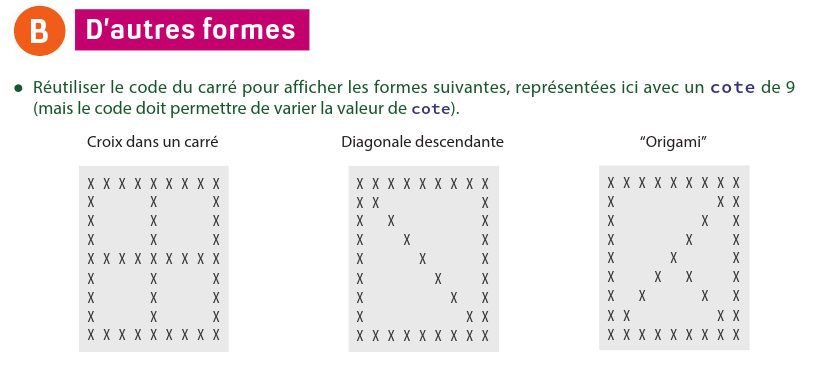 B D'autres formes
• Réutiliser le code du carré pour afficher les formes suivantes, représentées ici avec un cote de 9
(mais le code doit permettre de varier la valeur de cote).
Croix dans un carré
X X X X X X X X X
X       X       X
X       X       X
X       X       X
X X X X X X X X X
X       X       X
X       X       X
X       X       X
X X X X X X X X X
Diagonale descendante
X X X X X X X X X
X X             X
X   X           X
X     X         X
X       X       X
X         X     X
X           X   X
X             X X
X X X X X X X X X
“Origami”
X X X X X X X X X
X             X X
X           X   X
X         X     X
X       X       X
X     X   X     X
X   X       X   X
X X           X X
X X X X X X X X X